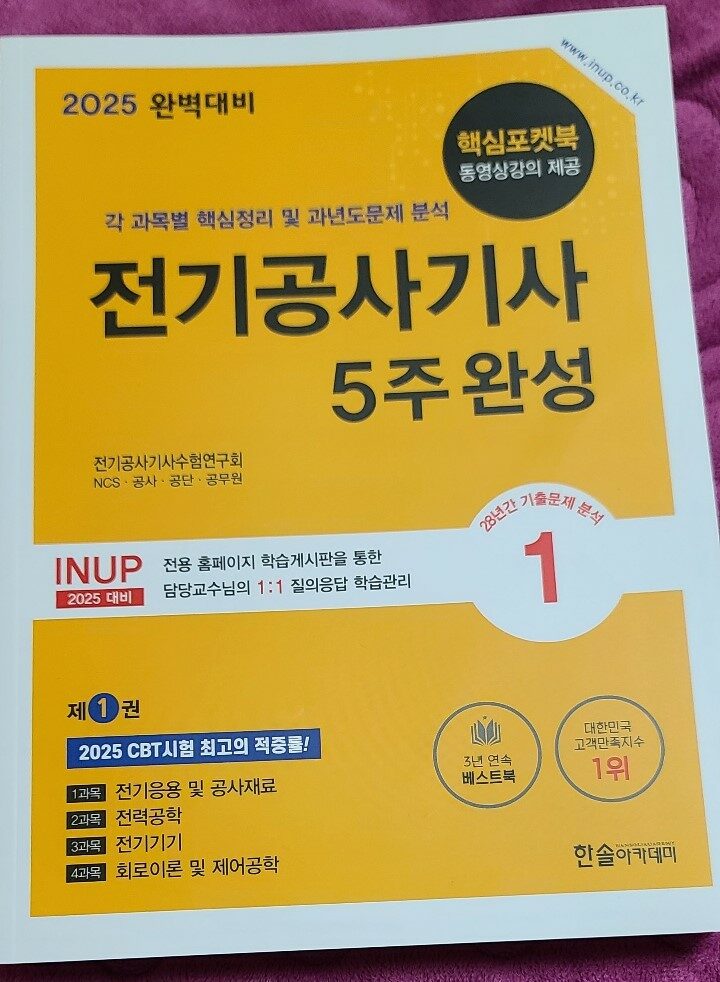 www.inup.co.kr
2025 완벽대비
핵심포켓북
동영상강의 제공
각 과목별 핵심정리 및 과년도문제 분석
전기공사기사
5주 완성
전기공사기사수험연구회
NCS · 공사 · 공단 · 공무원
28년간 기출문제 분석
1
INUP
2025 대비
전용 홈페이지 학습게시판을 통한
담당교수님의 1:1 질의응답 학습관리
제1권
2025 CBT시험 최고의 적중률!
1과목 전기응용 및 공사재료
2과목 전력공학
3과목 전기기기
4과목 회로이론 및 제어공학
3년 연속
베스트북
대한민국
고객만족지수
1위
한솔아카데미